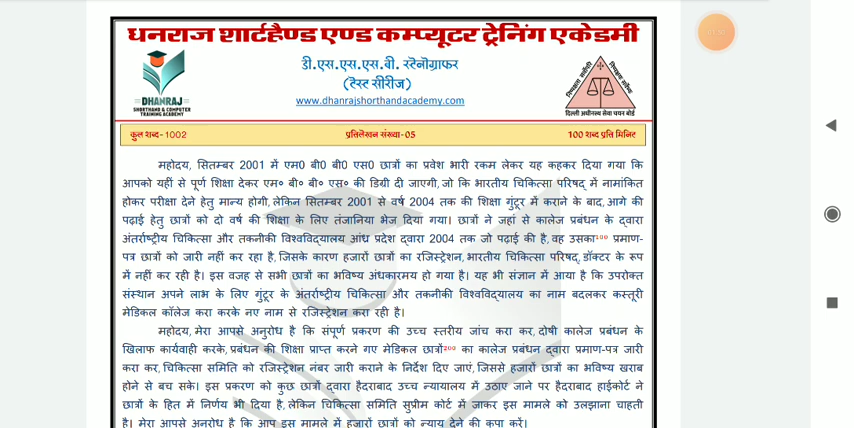 धनराज शार्टहैण्ड एण्ड कम्प्यूटर ट्रेनिंग एकेडमी
डी.एस.एस.एस.बी. स्टेनोग्राफर
(टेस्ट सीरीज)
www.dhanrajshorthandacademy.com
DHANRAJ
SHORTHAND & COMPUTER
TRAINING ACADEMY
दिल्ली अधीनस्थ सेवा चयन बोर्ड
कुल शब्द- 1002 प्रतिलेखन संख्या-05 100 शब्द प्रति मिनिट
महोदय, सितम्बर 2001 में एम0 बी0 बी0 एस0 छात्रों का प्रवेश भारी रकम लेकर यह कहकर दिया गया कि
आपको यहीं से पूर्ण शिक्षा देकर एम० बी० बी० एस० की डिग्री दी जाएगी, जो कि भारतीय चिकित्सा परिषद् में नामांकित
होकर परीक्षा देने हेतु मान्य होगी, लेकिन सितम्बर 2001 से वर्ष 2004 तक की शिक्षा गुंटूर में कराने के बाद, आगे की
पढ़ाई हेतु छात्रों को दो वर्ष की शिक्षा के लिए तंजानिया भेज दिया गया। छात्रों ने जहां से कालेज प्रबंधन के द्वारा
अंतर्राष्ट्रीय चिकित्सा और तकनीकी विश्वविद्यालय आंध्र प्रदेश द्वारा 2004 तक जो पढ़ाई की है, वह उसका100 प्रमाण-
पत्र छात्रों को जारी नहीं कर रहा है, जिसके कारण हजारों छात्रों का रजिस्ट्रेशन, भारतीय चिकित्सा परिषद्, डॉक्टर के रूप
में नहीं कर रही है। इस वजह से सभी छात्रों का भविष्य अंधकारमय हो गया है। यह भी संज्ञान में आया है कि उपरोक्त
संस्थान अपने लाभ के लिए गुंटूर के अंतर्राष्ट्रीय चिकित्सा और तकनीकी विश्वविद्यालय का नाम बदलकर कस्तूरी
मेडिकल कॉलेज करा करके नए नाम से रजिस्ट्रेशन करा रही है।
महोदय, मेरा आपसे अनुरोध है कि संपूर्ण प्रकरण की उच्च स्तरीय जांच करा कर, दोषी कालेज प्रबंधन के
खिलाफ कार्यवाही करके, प्रबंधन की शिक्षा प्राप्त करने गए मेडिकल छात्रों200 का कालेज प्रबंधन द्वारा प्रमाण-पत्र जारी
करा कर, चिकित्सा समिति को रजिस्ट्रेशन नंबर जारी कराने के निर्देश दिए जाएं, जिससे हजारों छात्रों का भविष्य खराब
होने से बच सके। इस प्रकरण को कुछ छात्रों द्वारा हैदराबाद उच्च न्यायालय में उठाए जाने पर हैदराबाद हाईकोर्ट ने
छात्रों के हित में निर्णय भी दिया है, लेकिन चिकित्सा समिति सुप्रीम कोर्ट में जाकर इस मामले को उलझाना चाहती
है। मेरा आपसे अनुरोध है कि आप इस मामले में हजारों छात्रों को न्याय देने की कृपा करें।